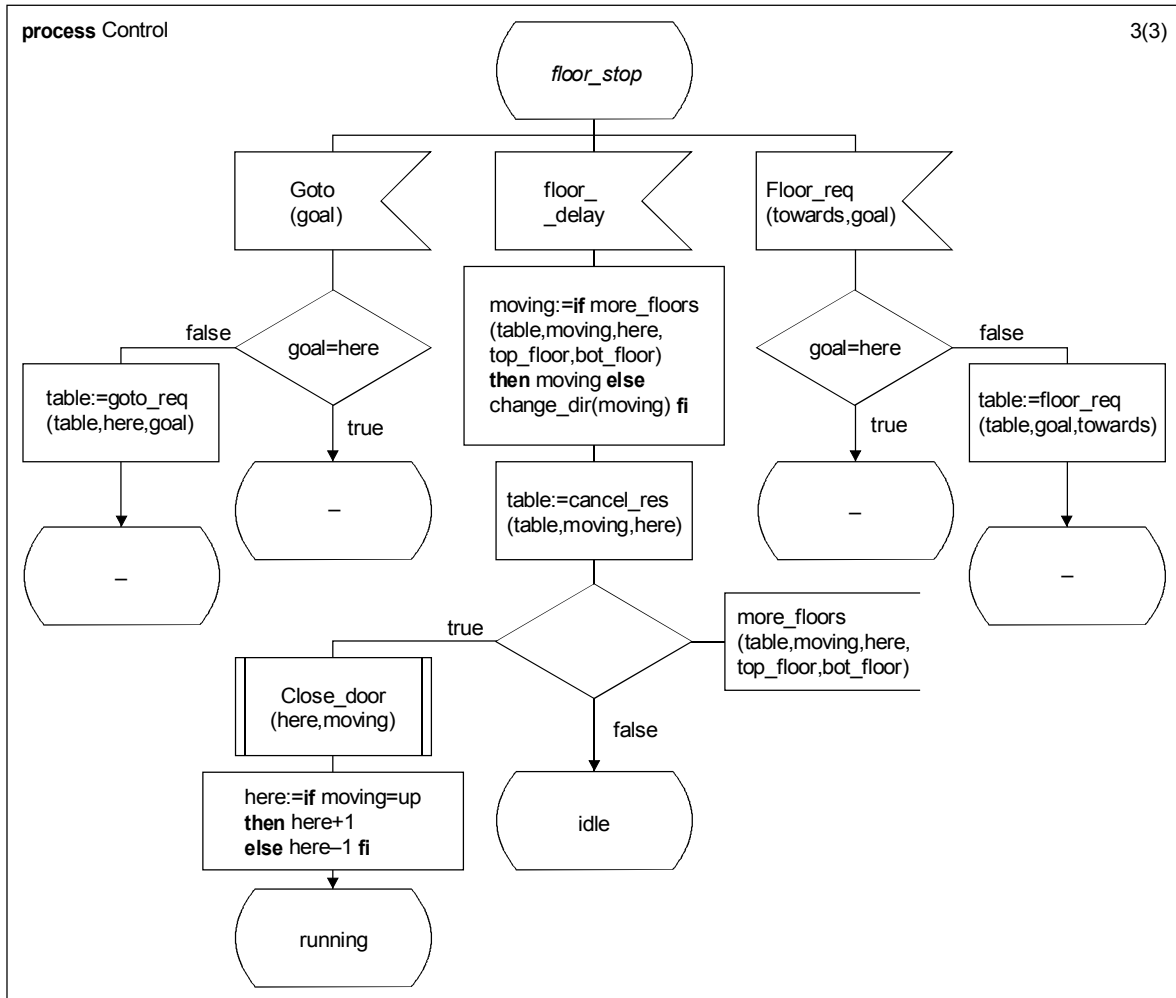 process Control
3(3)
floor_stop
Goto
(goal)
floor_
_delay
Floor_req
(towards,goal)
goal=here
false
true
table:=goto_req
(table,here,goal)
–
–
moving:=if more_floors
(table,moving,here,
top_floor,bot_floor)
then moving else
change_dir(moving) fi
table:=cancel_res
(table,moving,here)
goal=here
false
true
table:=floor_req
(table,goal,towards)
–
–
more_floors
(table,moving,here,
top_floor,bot_floor)
true
false
Close_door
(here,moving)
here:=if moving=up
then here+1
else here–1 fi
running
idle